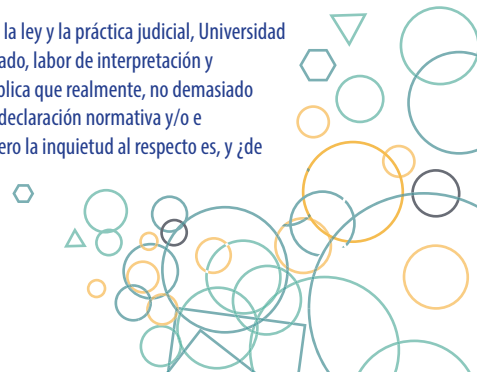 la ley y la práctica judicial, Universidad
ado, labor de interpretación y
blica que realmente, no demasiado
declaración normativa y/o e
ero la inquietud al respecto es, y ¿de